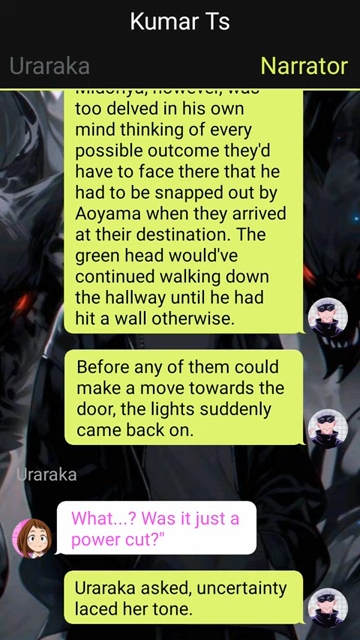 Kumar Ts
Uraraka
Narrator
Midoriya, however, was
too delved in his own
mind thinking of every
possible outcome they'd
have to face there that he
had to be snapped out by
Aoyama when they arrived
at their destination. The
green head would've
continued walking down
the hallway until he had
hit a wall otherwise.
Before any of them could
make a move towards the
door, the lights suddenly
came back on.
Uraraka
What...? Was it just a
power cut?"
Uraraka asked, uncertainty
laced her tone.